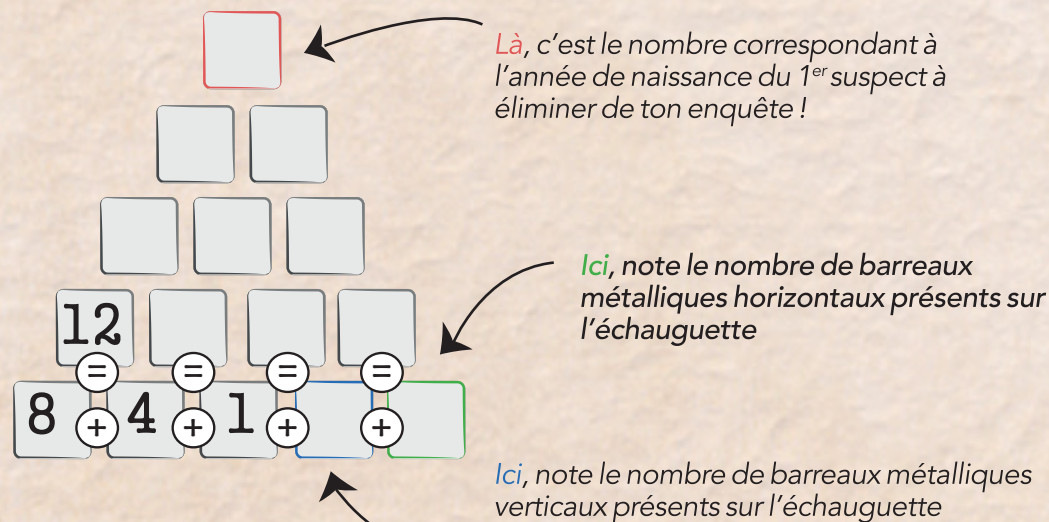 Là, c’est le nombre correspondant à
l’année de naissance du 1er suspect à
éliminer de ton enquête !
Ici, note le nombre de barreaux
métalliques horizontaux présents sur
l’échauguette
12
= = = =
8 + 4 + 1 + +
Ici, note le nombre de barreaux métalliques
verticaux présents sur l’échauguette